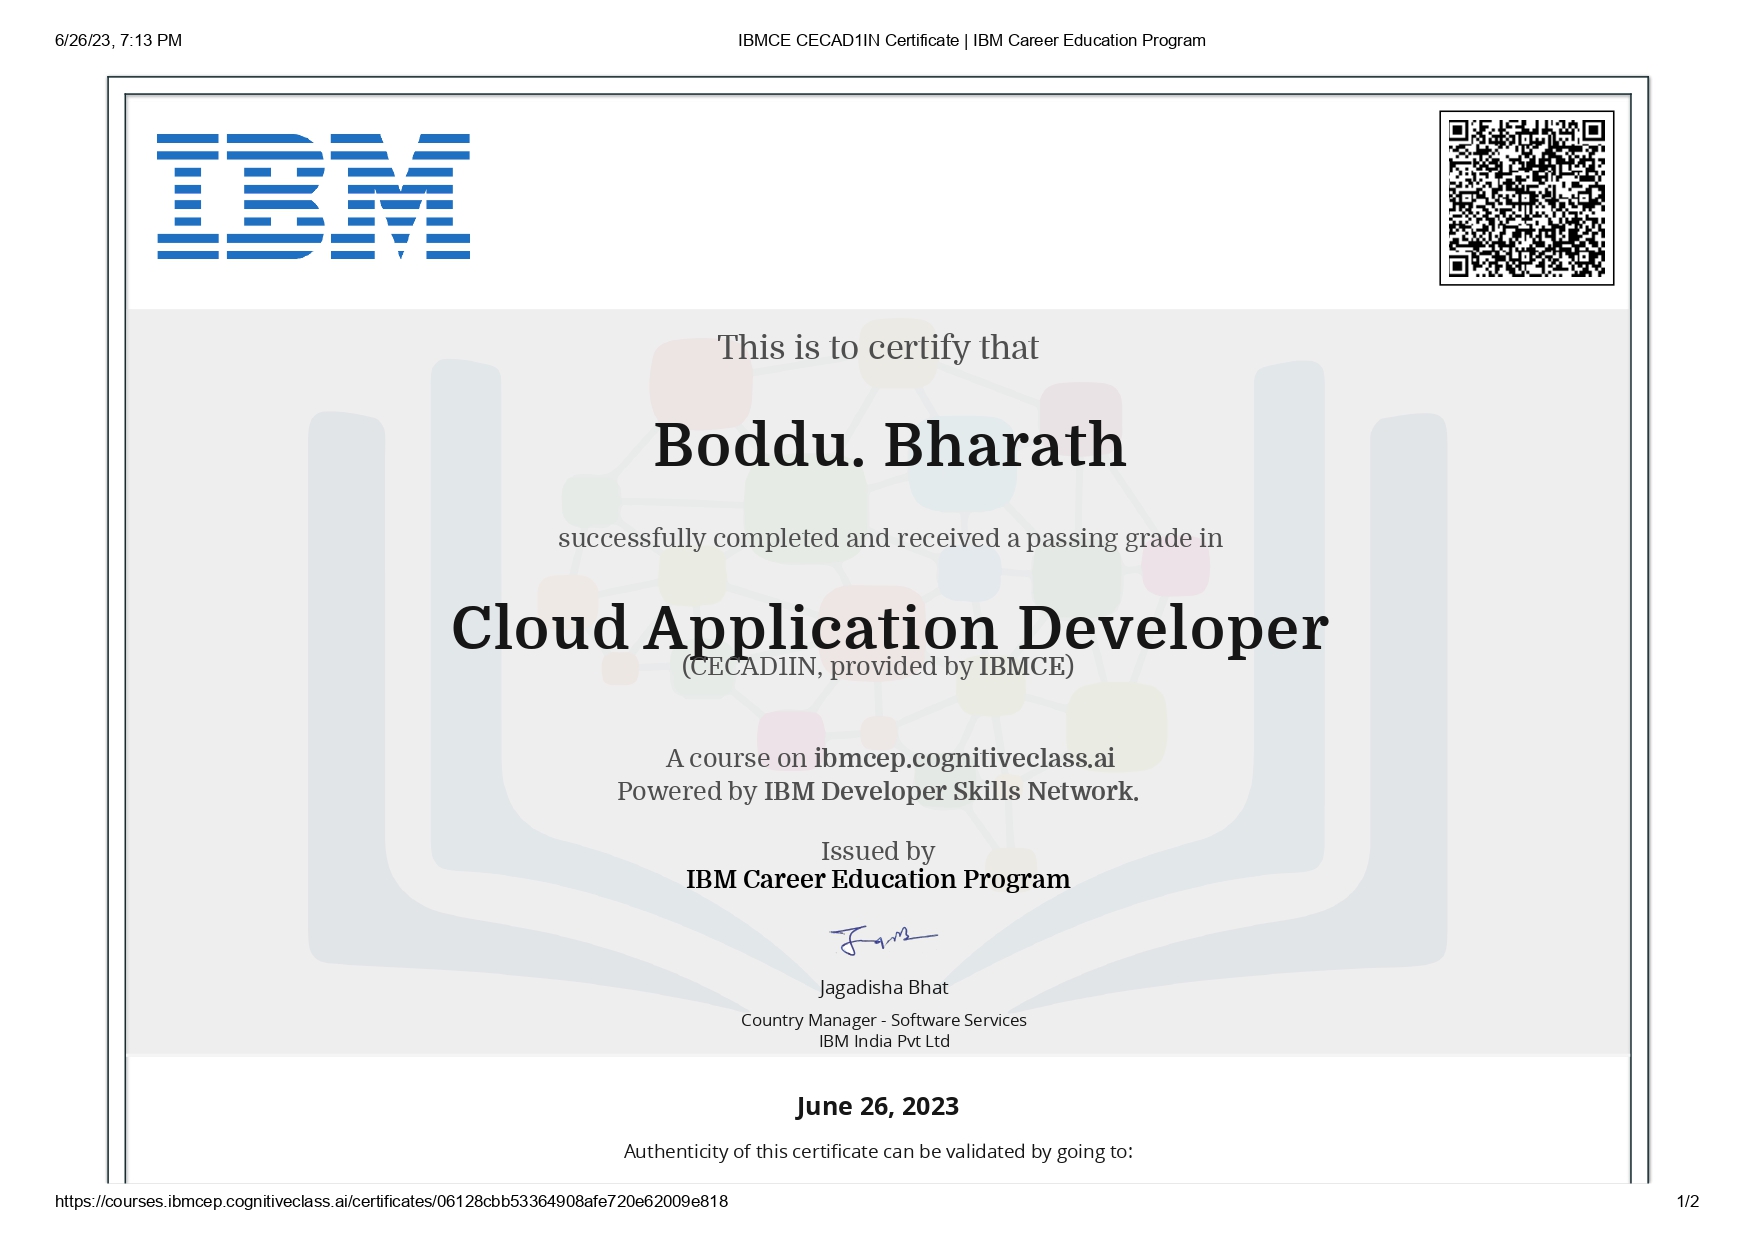 6/26/23, 7:13 PM
IBMCE CECAD1IN Certificate | IBM Career Education Program
IBM
This is to certify that
Boddu. Bharath
successfully completed and received a passing grade in
Cloud Application Developer
(CECAD1IN, provided by IBMCE)
A course on ibmcep.cognitiveclass.ai
Powered by IBM Developer Skills Network.
Issued by
IBM Career Education Program
Jagadisha Bhat
Country Manager - Software Services
IBM India Pvt Ltd
June 26, 2023
Authenticity of this certificate can be validated by going to:
https://courses.ibmcep.cognitiveclass.ai/certificates/06128cbb53364908afe720e62009e818
1/2